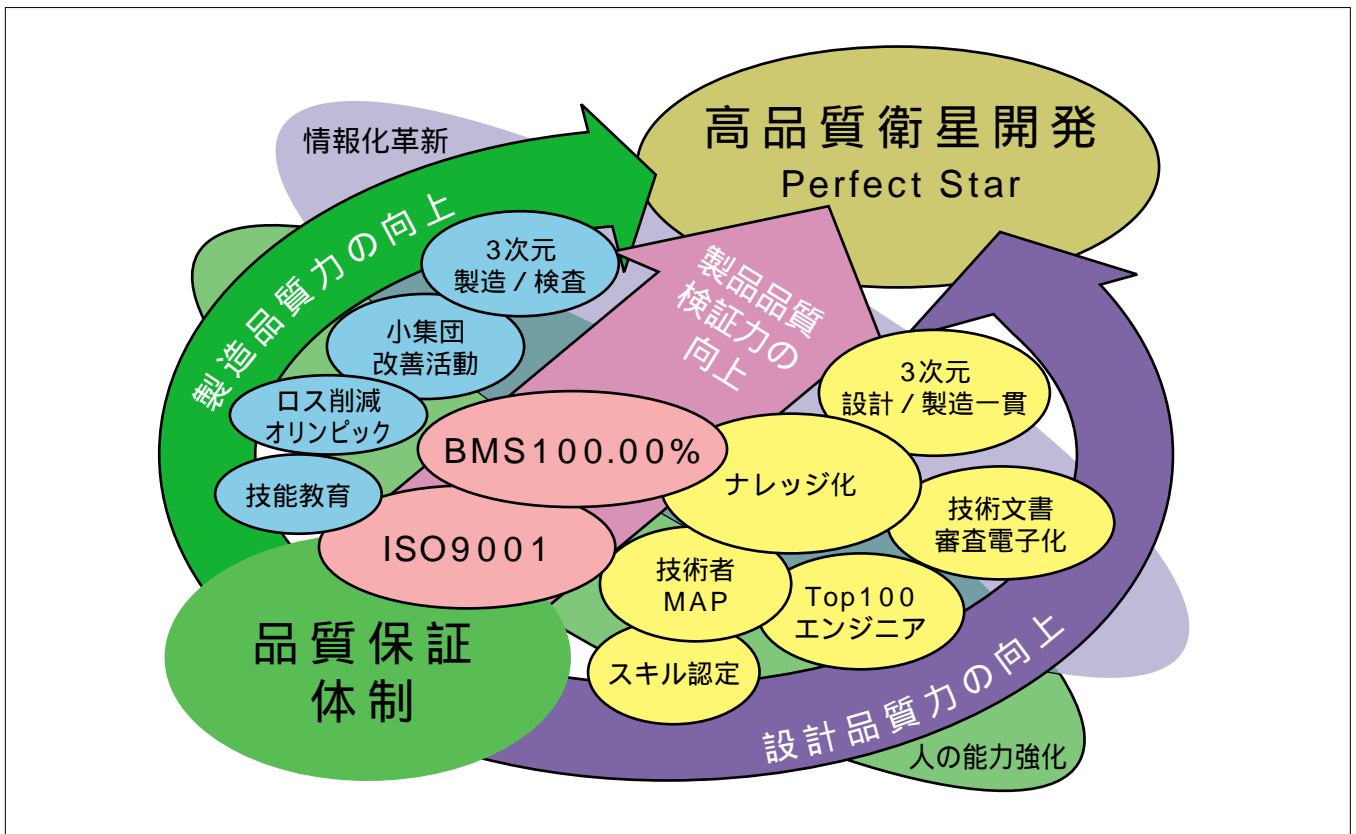 高品質衛星開発
Perfect Star
情報化革新
製造品質力の向上
3次元
製造/検査
小集団
改善活動
ロス削減
オリンピック
技能教育
製品品質
検証力の
向上
BMS100.00%
ISO9001
3次元
設計/製造一貫
ナレッジ化
技術文書
審査電子化
技術者
MAP
Top100
エンジニア
スキル認定
品質保証
体制
設計品質力の向上
人の能力強化